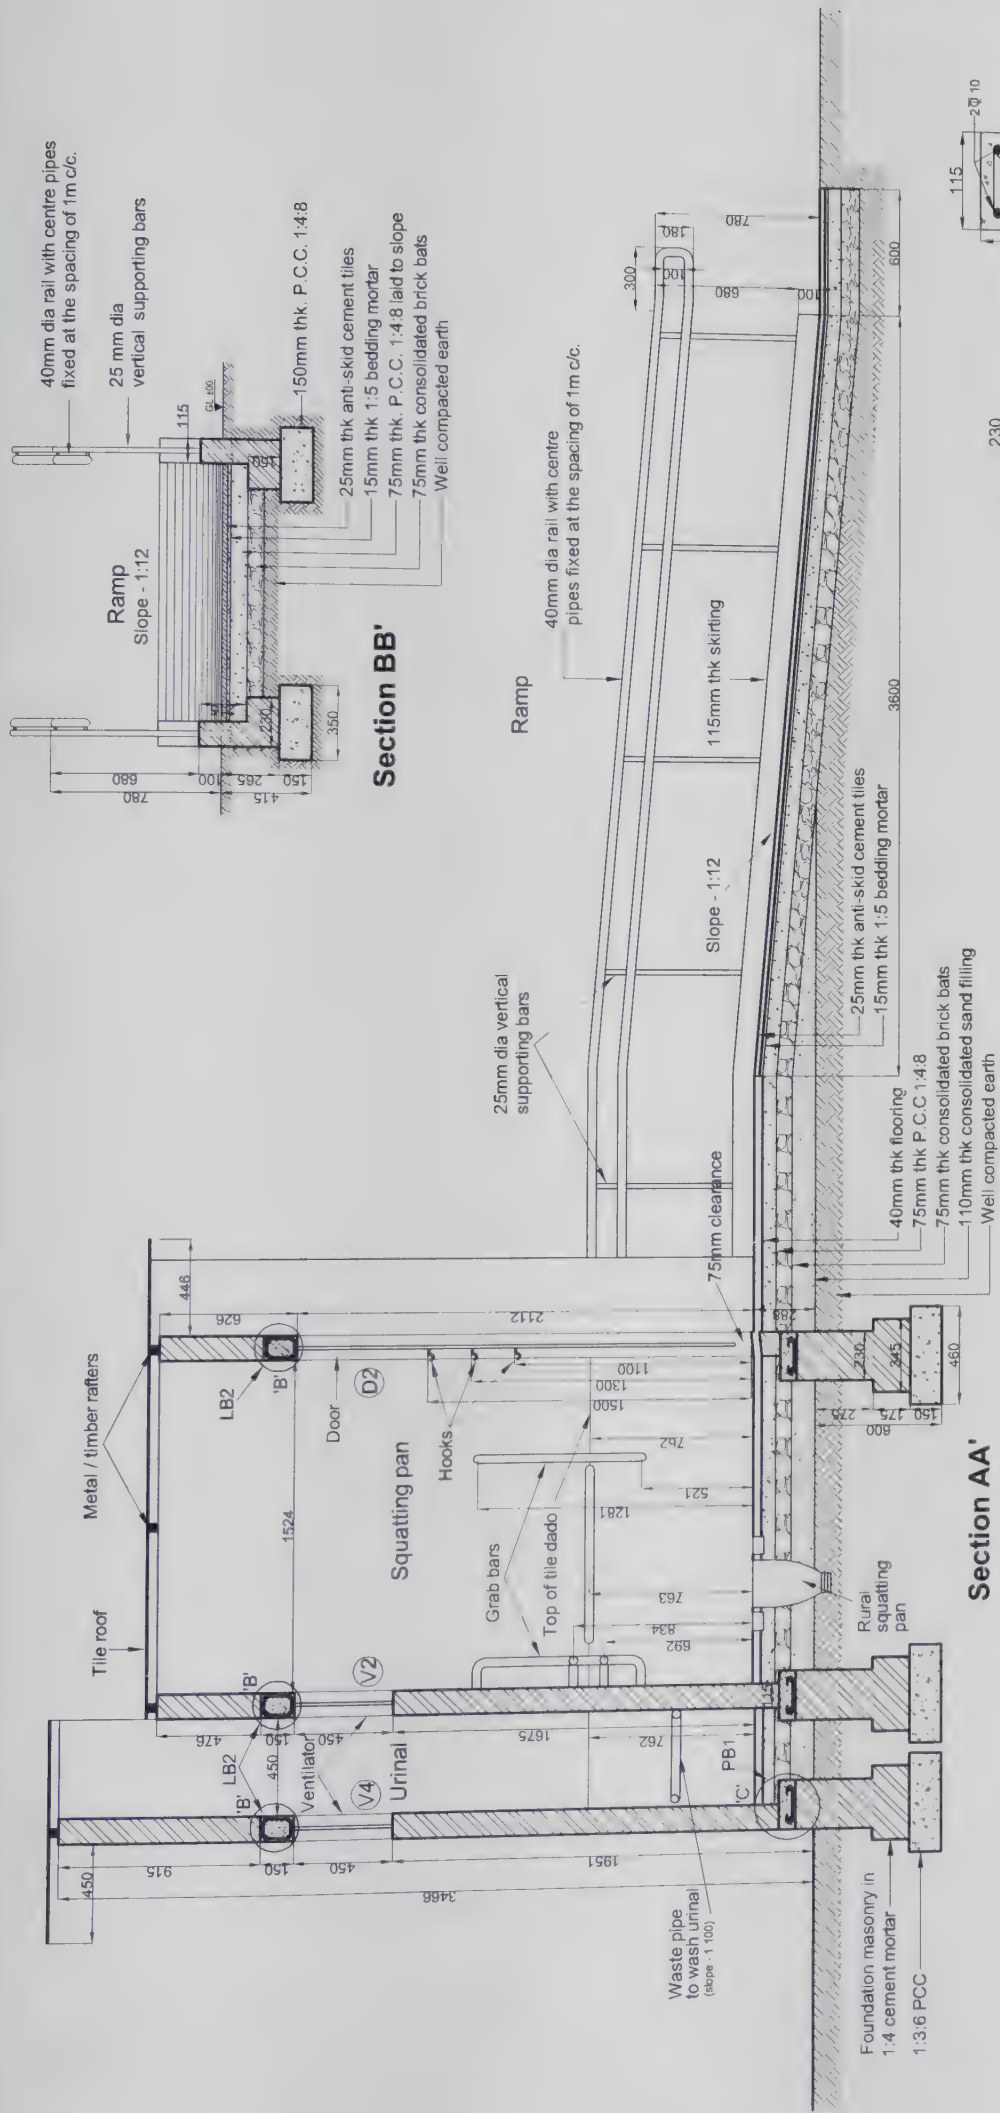 40mm dia rail with centre pipes
fixed at the spacing of 1m c/c.
25 mm dia
vertical supporting bars
Ramp
Slope - 1:12
115
GL ±00
150
680
780
100
265
415
150
230
350
150mm thk. P.C.C. 1:4:8
25mm thk anti-skid cement tiles
15mm thk 1:5 bedding mortar
75mm thk. P.C.C. 1:4:8 laid to slope
75mm thk consolidated brick bats
Well compacted earth
Section BB'
Metal / timber rafters
Tile roof
446
626
2112
288
LB2
'B'
Door
D2
Hooks
1524
Squatting pan
1100
1300
1500
762
521
1281
Grab bars
Top of tile dado
763
834
692
75mm clearance
Rural
squatting
pan
'B'
V2
476
150
450
1675
762
LB2
450
Ventilator
'B'
V4
Urinal
PB1
'C'
915
450
150
450
1951
3466
Waste pipe
to wash urinal
(slope - 1 100)
Foundation masonry in
1:4 cement mortar
1:3:6 PCC
230
345
460
275
175
150
600
25mm dia vertical
supporting bars
Ramp
40mm dia rail with centre
pipes fixed at the spacing of 1m c/c.
Slope - 1:12
115mm thk skirting
300
180
100
680
780
100
600
3600
25mm thk anti-skid cement tiles
15mm thk 1:5 bedding mortar
40mm thk flooring
75mm thk P.C.C 1:4:8
75mm thk consolidated brick bats
110mm thk consolidated sand filling
Well compacted earth
Section AA'
115
230